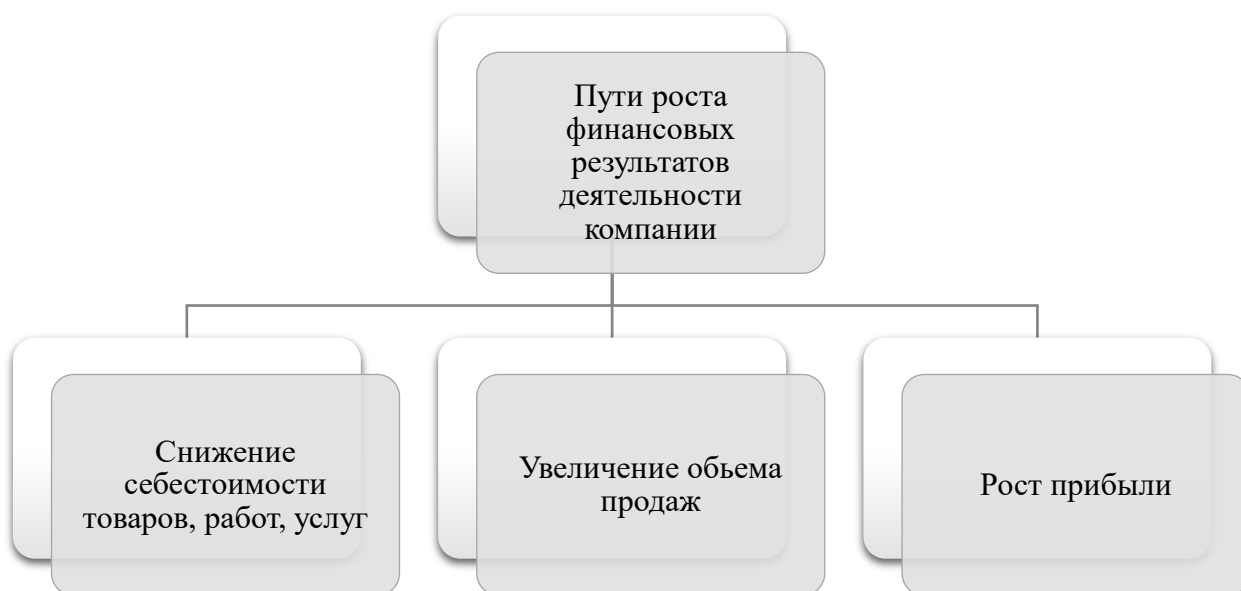 Пути роста
финансовых
результатов
деятельности
компании
Снижение
себестоимости
товаров, работ, услуг
Увеличение обьема
продаж
Рост прибыли